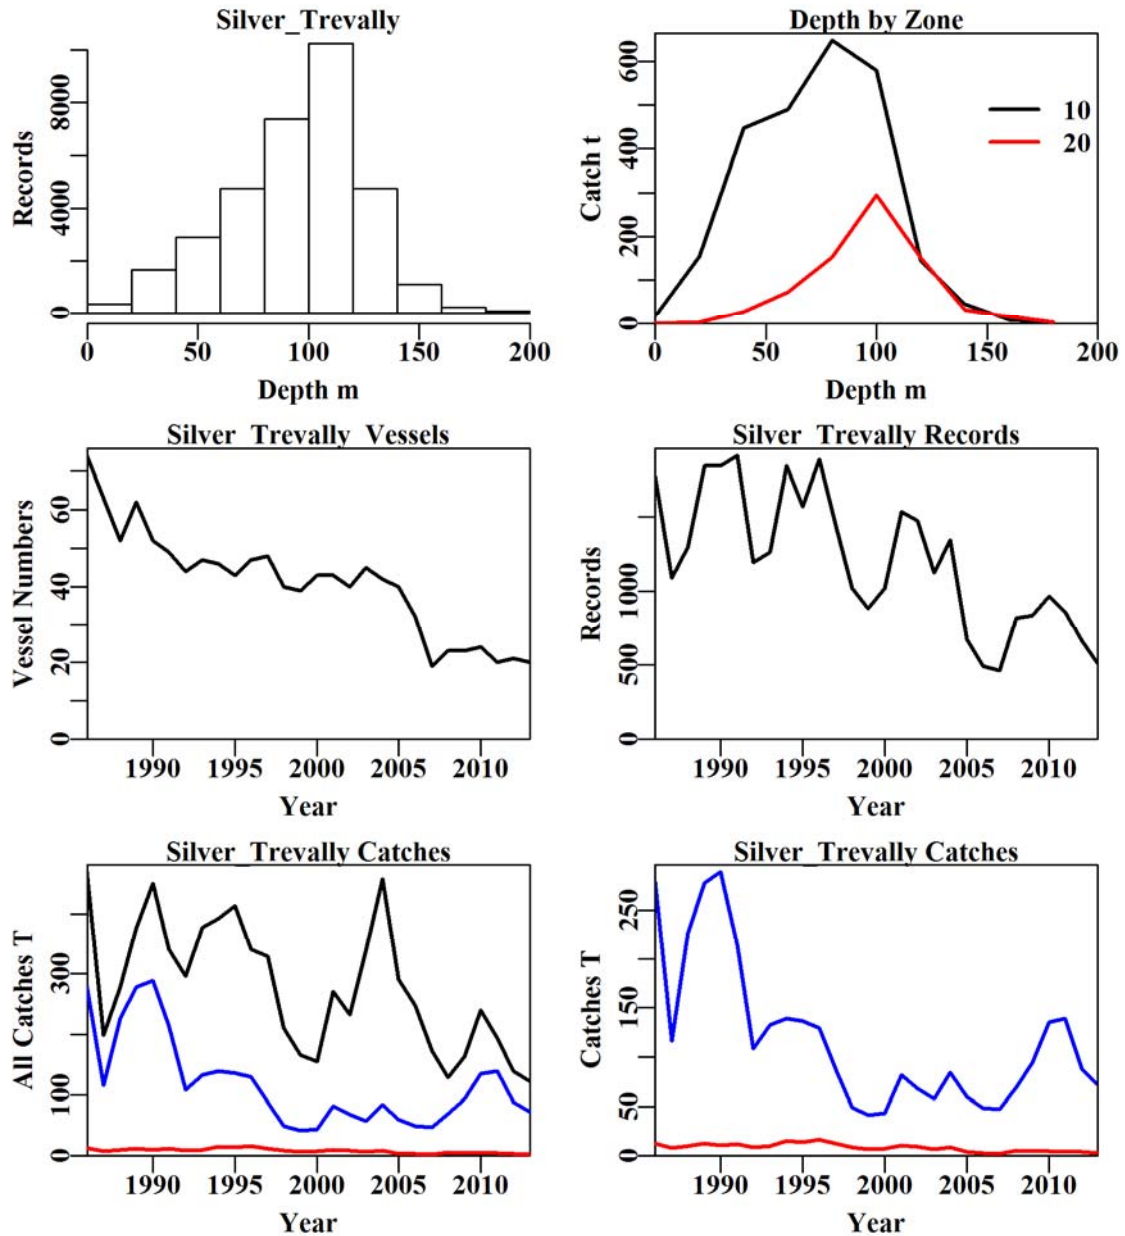 Silver_Trevally
Records
0 4000 8000
0 50 100 150 200
Depth m
Depth by Zone
Catch t
0 200 400 600
10
20
0 50 100 150 200
Depth m
Silver_Trevally_Vessels
Vessel Numbers
0 20 40 60
1990 1995 2000 2005 2010
Year
Silver_Trevally Records
Records
0 500 1000
1990 1995 2000 2005 2010
Year
Silver_Trevally Catches
All Catches T
0 100 300
1990 1995 2000 2005 2010
Year
Silver_Trevally Catches
Catches T
0 50 150 250
1990 1995 2000 2005 2010
Year